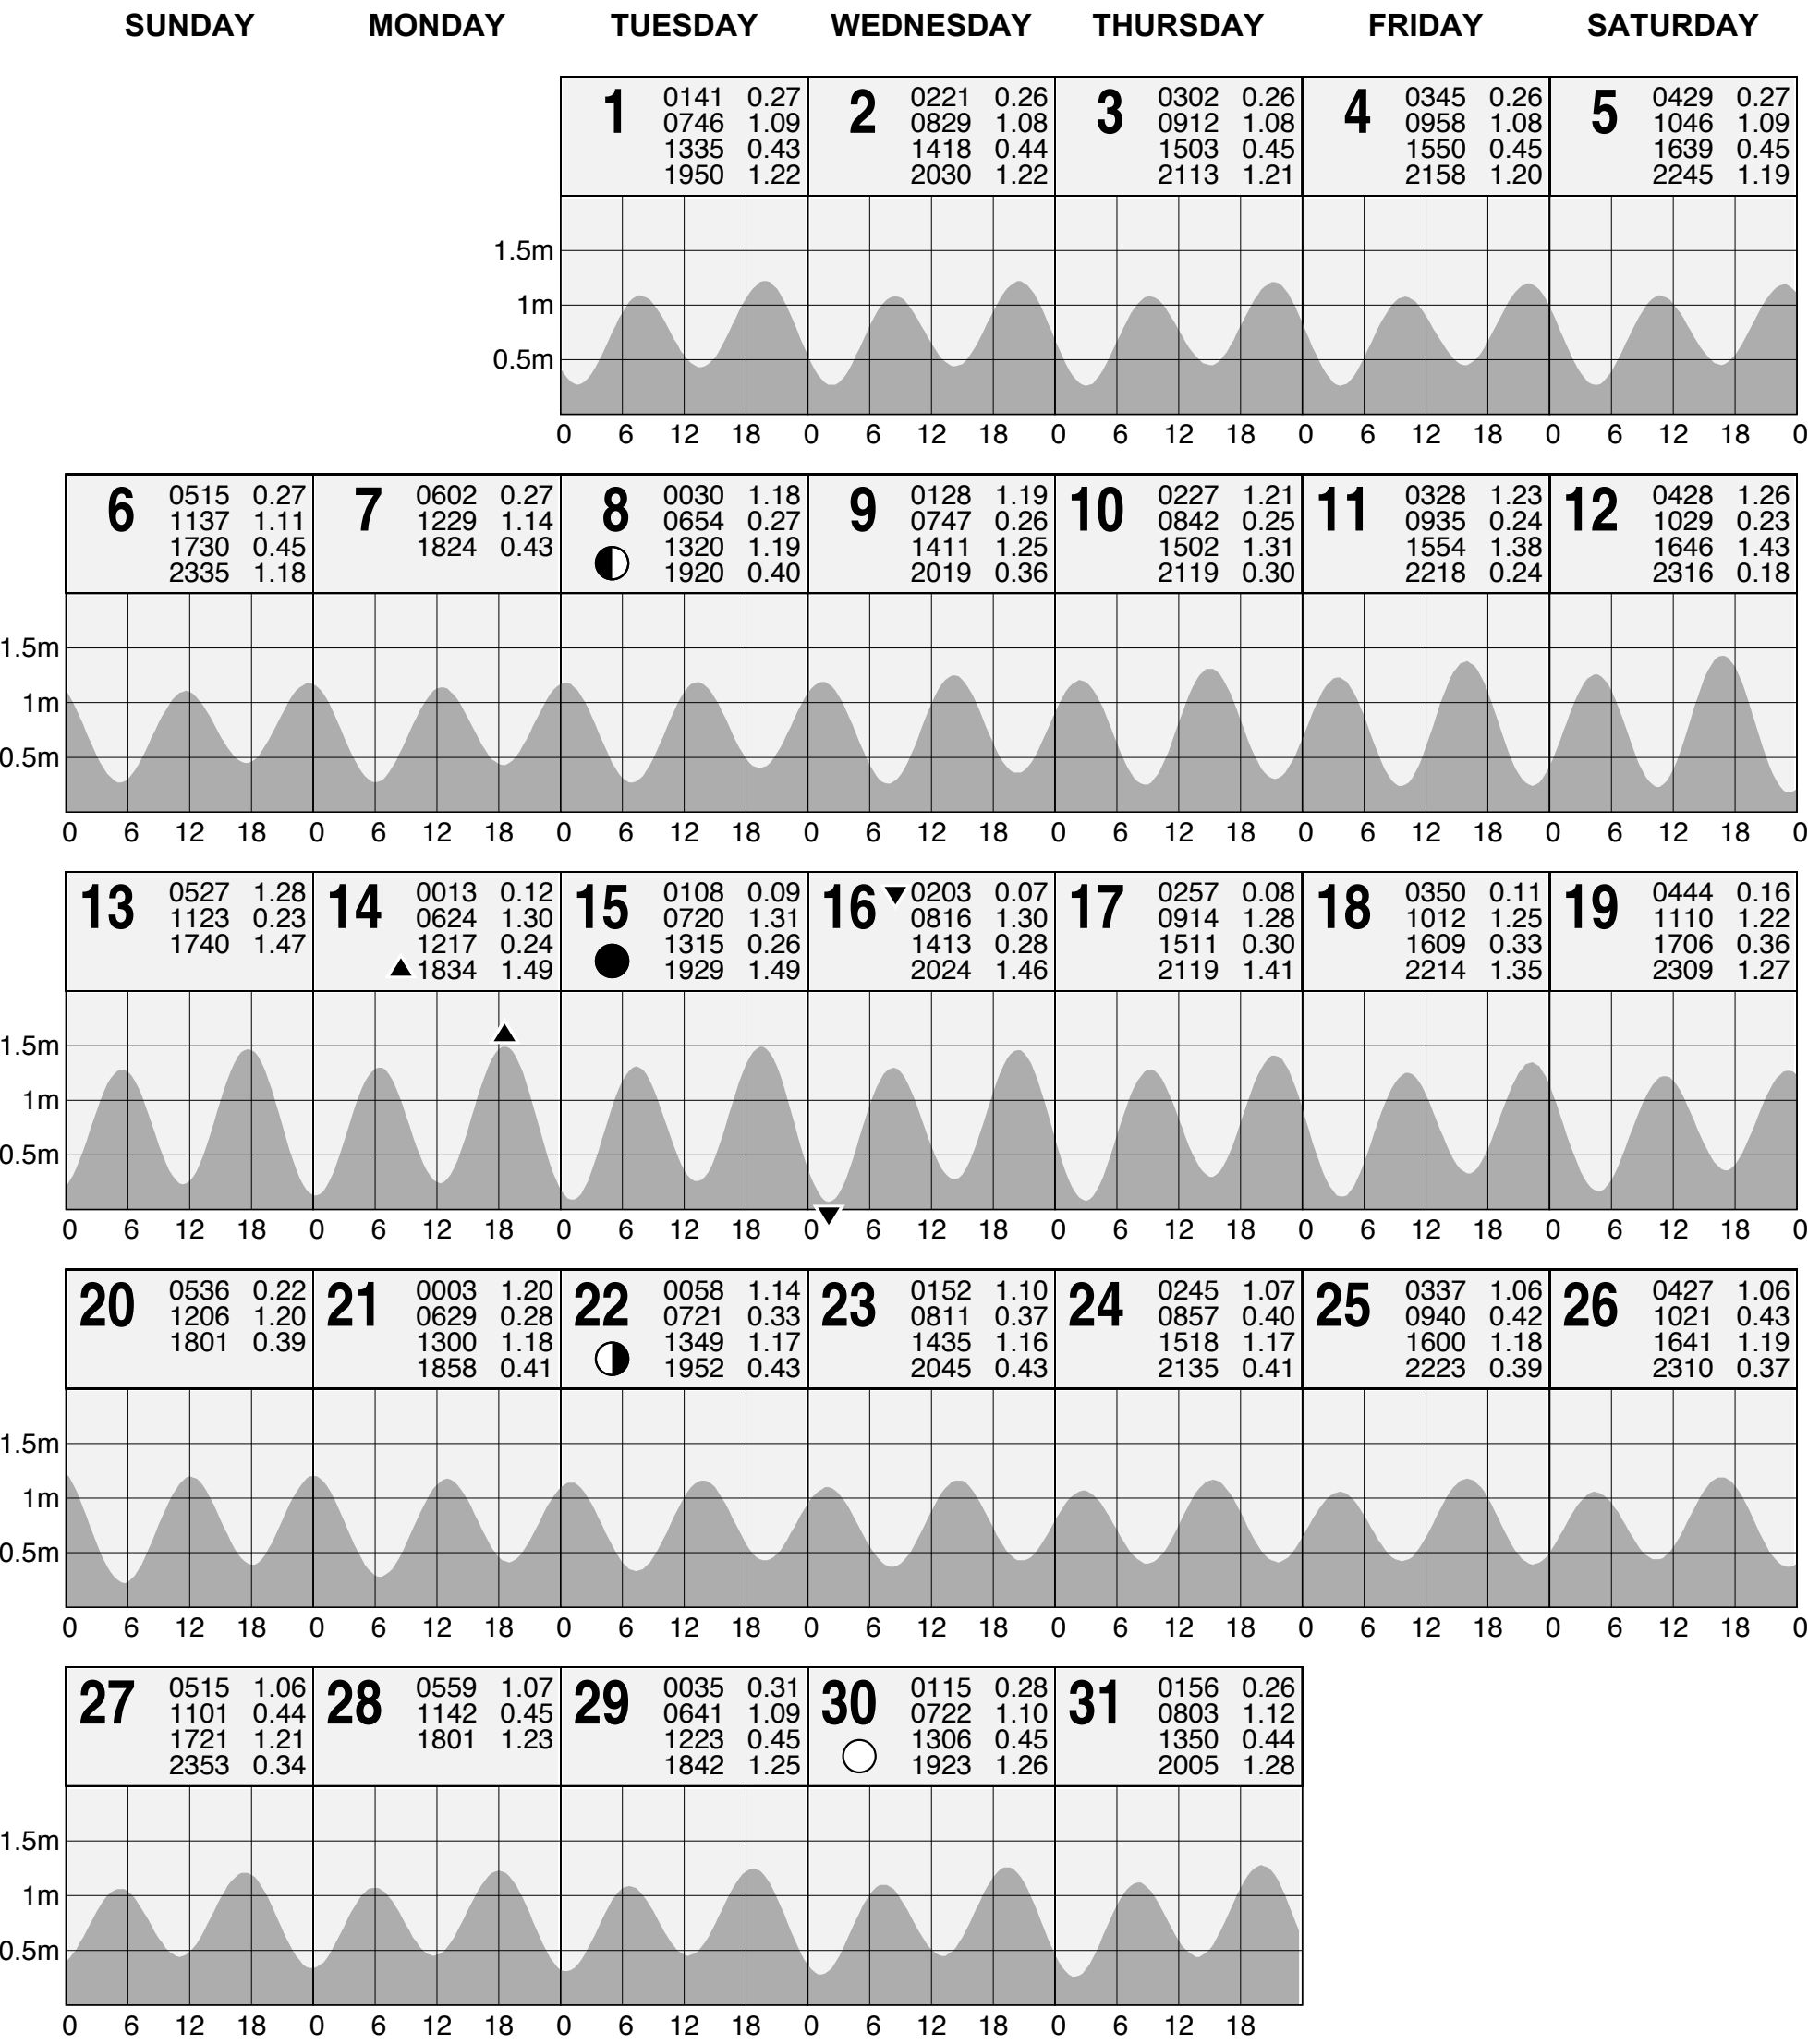 SUNDAY MONDAY TUESDAY WEDNESDAY THURSDAY FRIDAY SATURDAY
1 0141 0.27
0746 1.09
1335 0.43
1950 1.22
2 0221 0.26
0829 1.08
1418 0.44
2030 1.22
3 0302 0.26
0912 1.08
1503 0.45
2113 1.21
4 0345 0.26
0958 1.08
1550 0.45
2158 1.20
5 0429 0.27
1046 1.09
1639 0.45
2245 1.19
1.5m
1m
0.5m
0 6 12 18 0 6 12 18 0 6 12 18 0 6 12 18 0 6 12 18 0
6 0515 0.27
1137 1.11
1730 0.45
2335 1.18
7 0602 0.27
1229 1.14
1824 0.43
8 0030 1.18
0654 0.27
1320 1.19
1920 0.40
9 0128 1.19
0747 0.26
1411 1.25
2019 0.36
10 0227 1.21
0842 0.25
1502 1.31
2119 0.30
11 0328 1.23
0935 0.24
1554 1.38
2218 0.24
12 0428 1.26
1029 0.23
1646 1.43
2316 0.18
1.5m
1m
0.5m
0 6 12 18 0 6 12 18 0 6 12 18 0 6 12 18 0 6 12 18 0 6 12 18 0 6 12 18 0
13 0527 1.28
1123 0.23
1740 1.47
14 0013 0.12
0624 1.30
1217 0.24
1834 1.49
15 0108 0.09
0720 1.31
1315 0.26
1929 1.49
16 0203 0.07
0816 1.30
1413 0.28
2024 1.46
17 0257 0.08
0914 1.28
1511 0.30
2119 1.41
18 0350 0.11
1012 1.25
1609 0.33
2214 1.35
19 0444 0.16
1110 1.22
1706 0.36
2309 1.27
1.5m
1m
0.5m
0 6 12 18 0 6 12 18 0 6 12 18 0 6 12 18 0 6 12 18 0 6 12 18 0 6 12 18 0
20 0536 0.22
1206 1.20
1801 0.39
21 0003 1.20
0629 0.28
1300 1.18
1858 0.41
22 0058 1.14
0721 0.33
1349 1.17
1952 0.43
23 0152 1.10
0811 0.37
1435 1.16
2045 0.43
24 0245 1.07
0857 0.40
1518 1.17
2135 0.41
25 0337 1.06
0940 0.42
1600 1.18
2223 0.39
26 0427 1.06
1021 0.43
1641 1.19
2310 0.37
1.5m
1m
0.5m
0 6 12 18 0 6 12 18 0 6 12 18 0 6 12 18 0 6 12 18 0 6 12 18 0 6 12 18 0
27 0515 1.06
1101 0.44
1721 1.21
2353 0.34
28 0559 1.07
1142 0.45
1801 1.23
29 0035 0.31
0641 1.09
1223 0.45
1842 1.25
30 0115 0.28
0722 1.10
1306 0.45
1923 1.26
31 0156 0.26
0803 1.12
1350 0.44
2005 1.28
1.5m
1m
0.5m
0 6 12 18 0 6 12 18 0 6 12 18 0 6 12 18 0 6 12 18